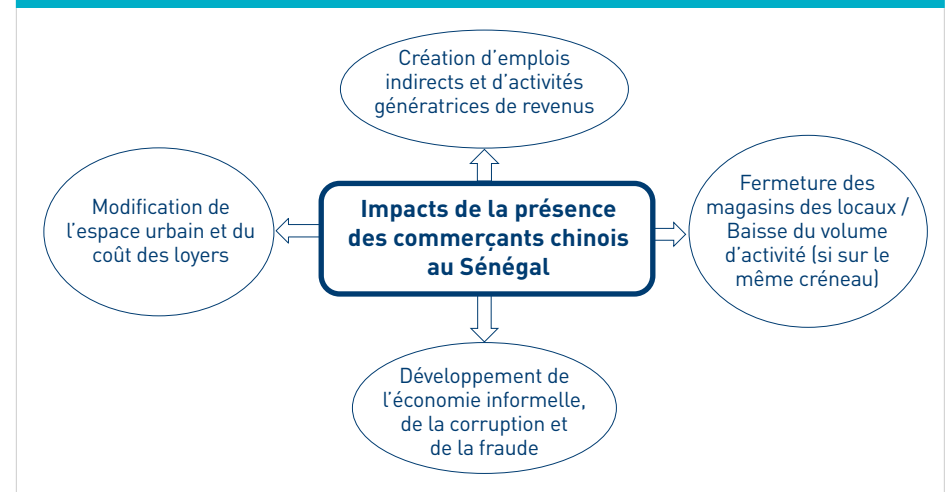 Création d'emplois
indirects et d'activités
génératrices de revenus
Modification de
l'espace urbain et du
coût des loyers
Impacts de la présence
des commerçants chinois
au Sénégal
Fermeture des
magasins des locaux /
Baisse du volume
d'activité (si sur le
même créneau)
Développement de
l'économie informelle,
de la corruption et
de la fraude